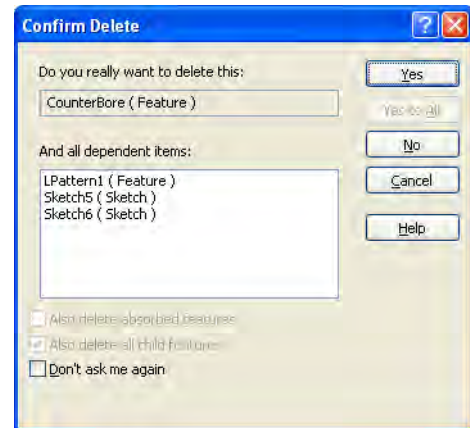 Confirm Delete
Do you really want to delete this:
CounterBore ( Feature )
And all dependent items:
LPattern1 ( Feature )
Sketch5 ( Sketch )
Sketch6 ( Sketch )
Also delete absorbed features
Also delete all child features
Don't ask me again
Yes
Yes to All
No
Cancel
Help